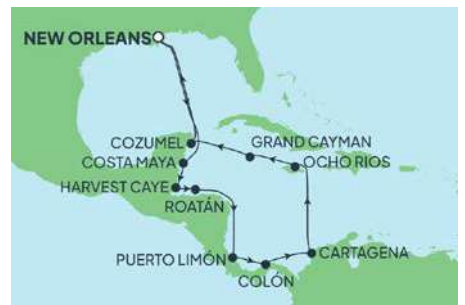 NEW ORLEANS
COZUMEL
GRAND CAYMAN
COSTA MAYA
OCHO RIOS
HARVEST CAYE
ROATÁN
PUERTO LIMÓN
CARTAGENA
COLÓN